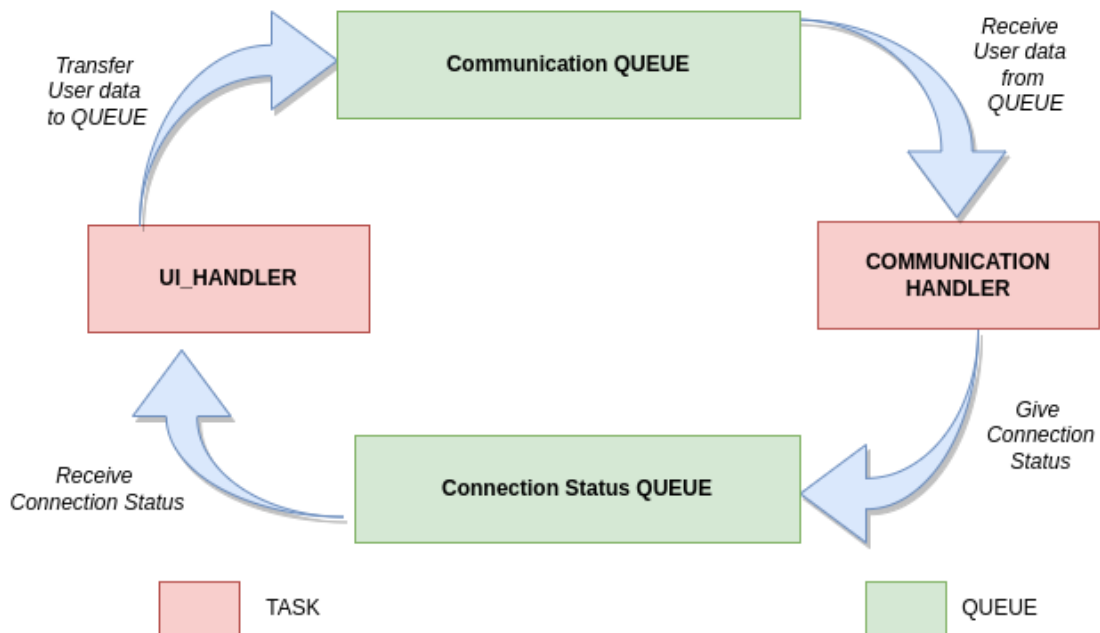 Transfer
User data
to QUEUE
Communication QUEUE
Receive
User data
from
QUEUE
UI_HANDLER
COMMUNICATION
HANDLER
Receive
Connection Status
Connection Status QUEUE
Give
Connection
Status
TASK
QUEUE